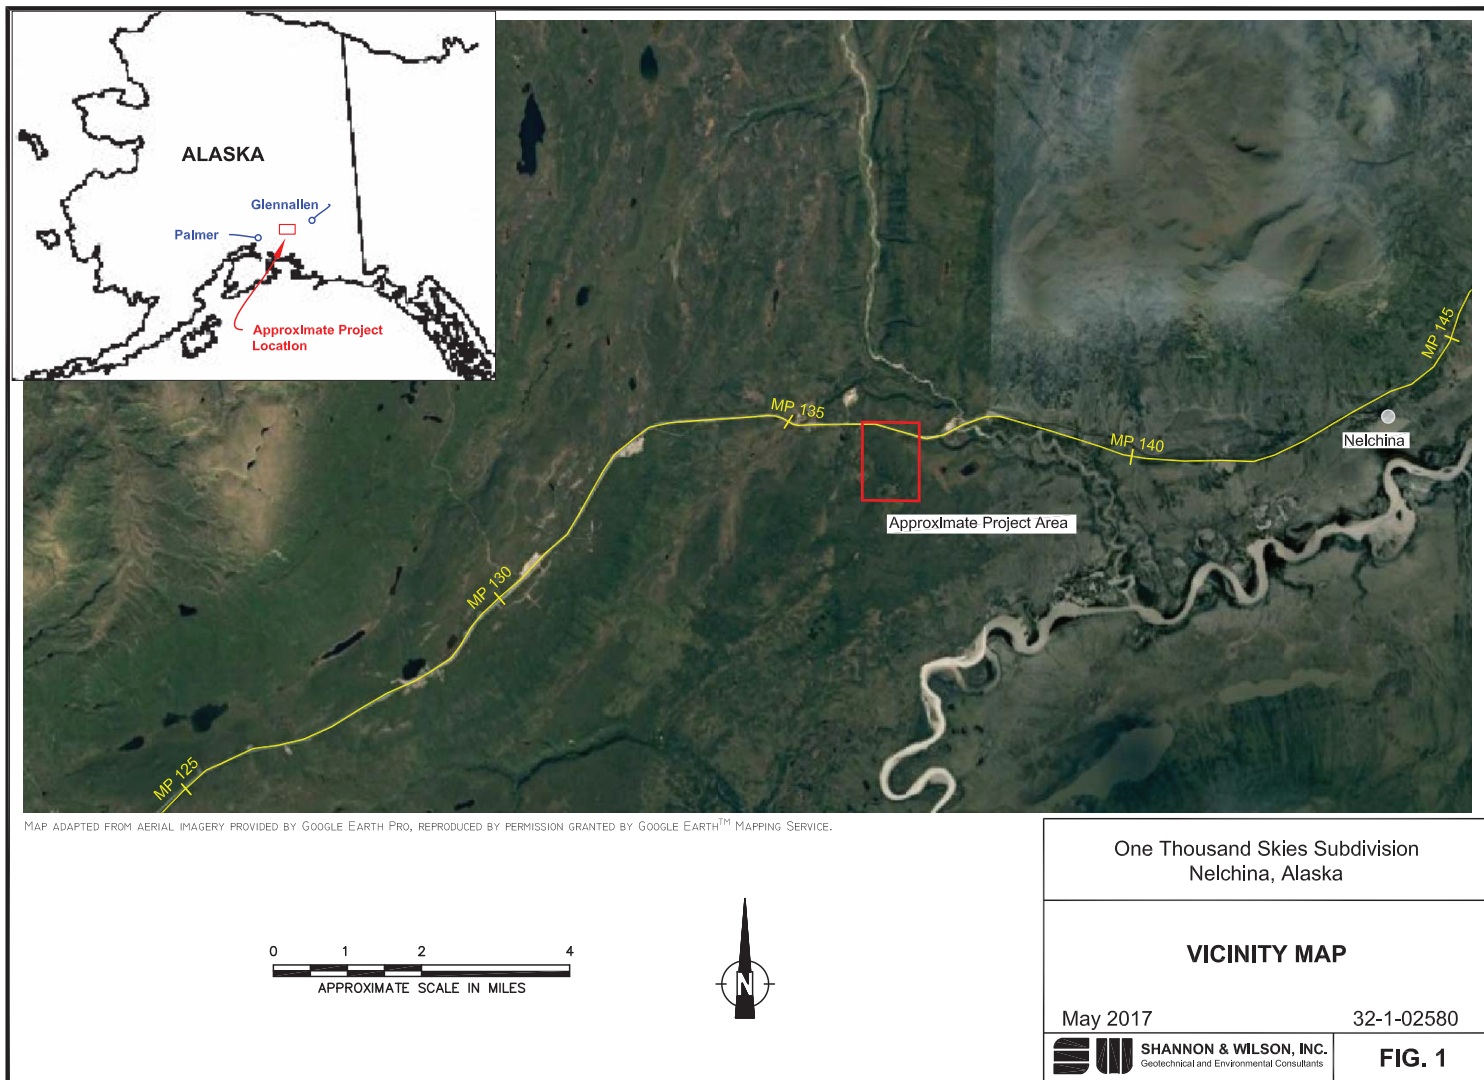 ALASKA
Glennallen
Palmer
Approximate Project
Location
MP 145
MP 135
MP 140
Nelchina
Approximate Project Area
MP 130
MP 125
MAP ADAPTED FROM AERIAL IMAGERY PROVIDED BY GOOGLE EARTH PRO, REPRODUCED BY PERMISSION GRANTED BY GOOGLE EARTH™ MAPPING SERVICE.
0 1 2 4
APPROXIMATE SCALE IN MILES
N
One Thousand Skies Subdivision
Nelchina, Alaska
VICINITY MAP
May 2017 32-1-02580
SHANNON & WILSON, INC.
Geotechnical and Environmental Consultants
FIG. 1